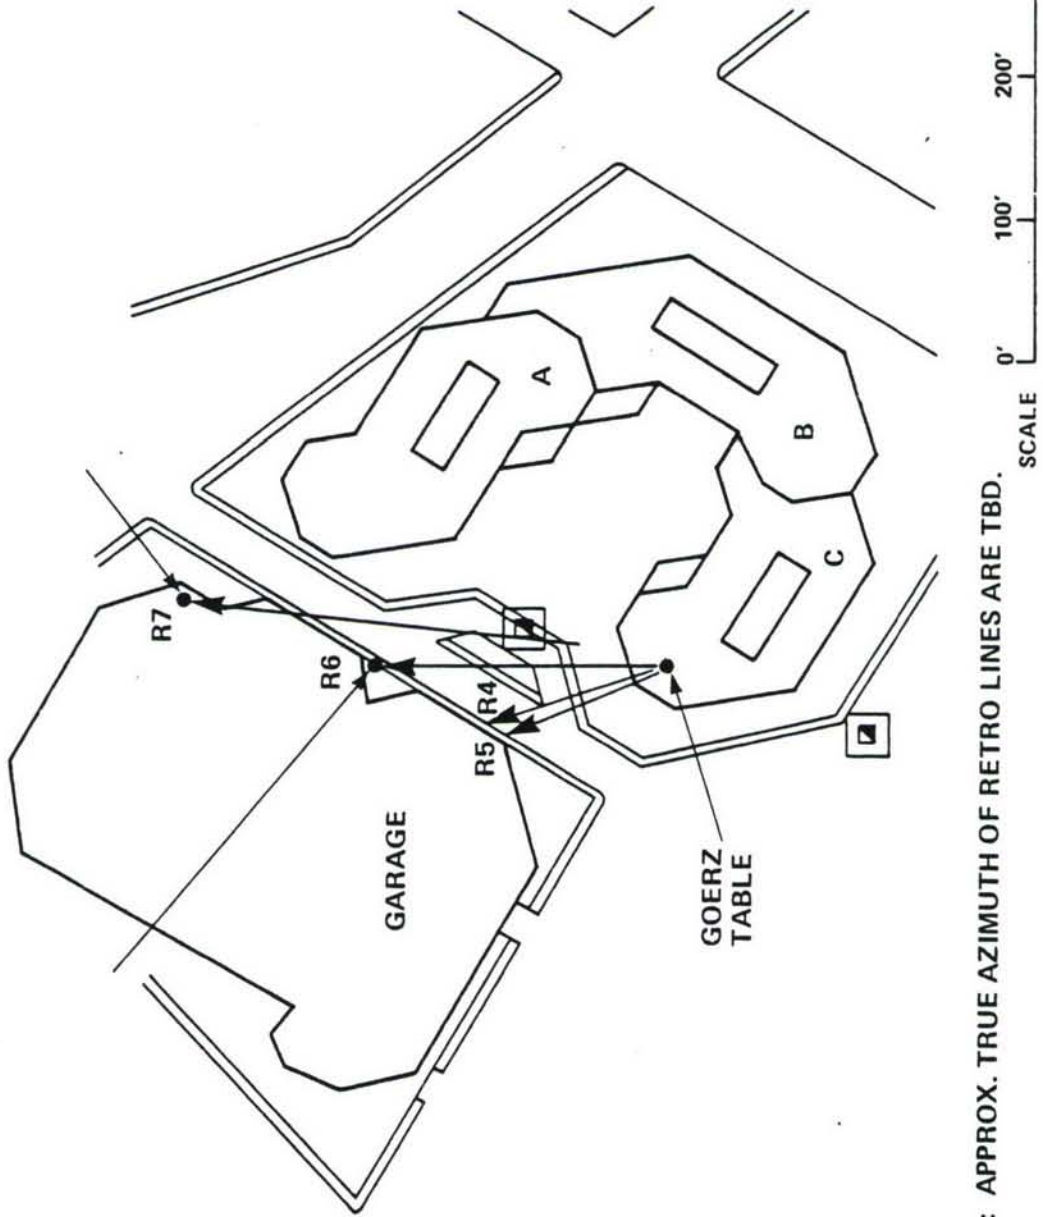 R7
R6
R4
R5
GARAGE
A
B
C
GOERZ
TABLE
0'
100'
200'
SCALE
: APPROX. TRUE AZIMUTH OF RETRO LINES ARE TBD.